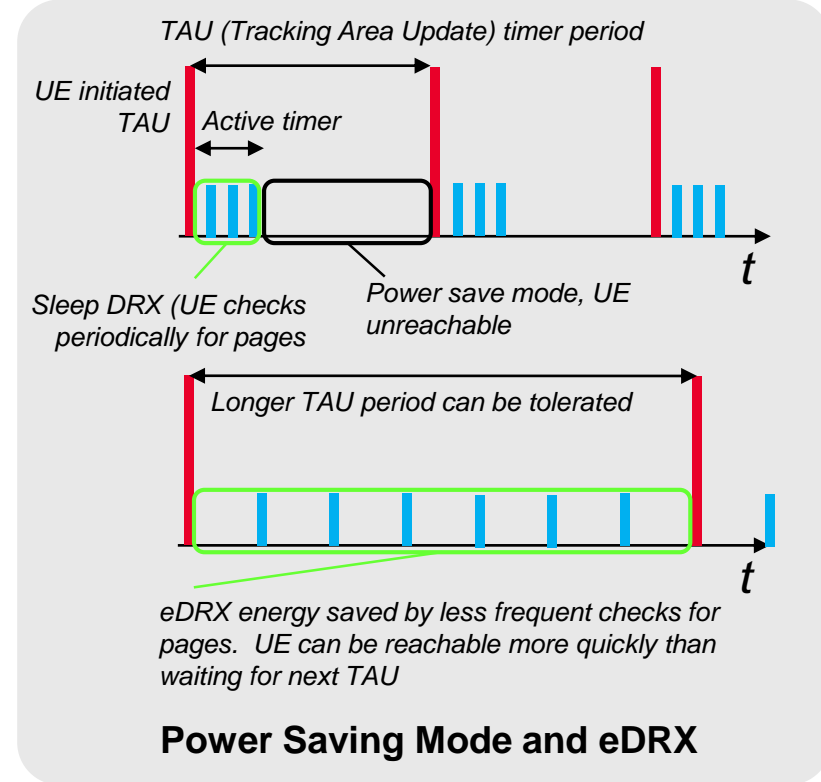 TAU (Tracking Area Update) timer period
UE initiated
TAU
Active timer
t
Sleep DRX (UE checks
periodically for pages
Power save mode, UE
unreachable
Longer TAU period can be tolerated
t
eDRX energy saved by less frequent checks for
pages. UE can be reachable more quickly than
waiting for next TAU
Power Saving Mode and eDRX